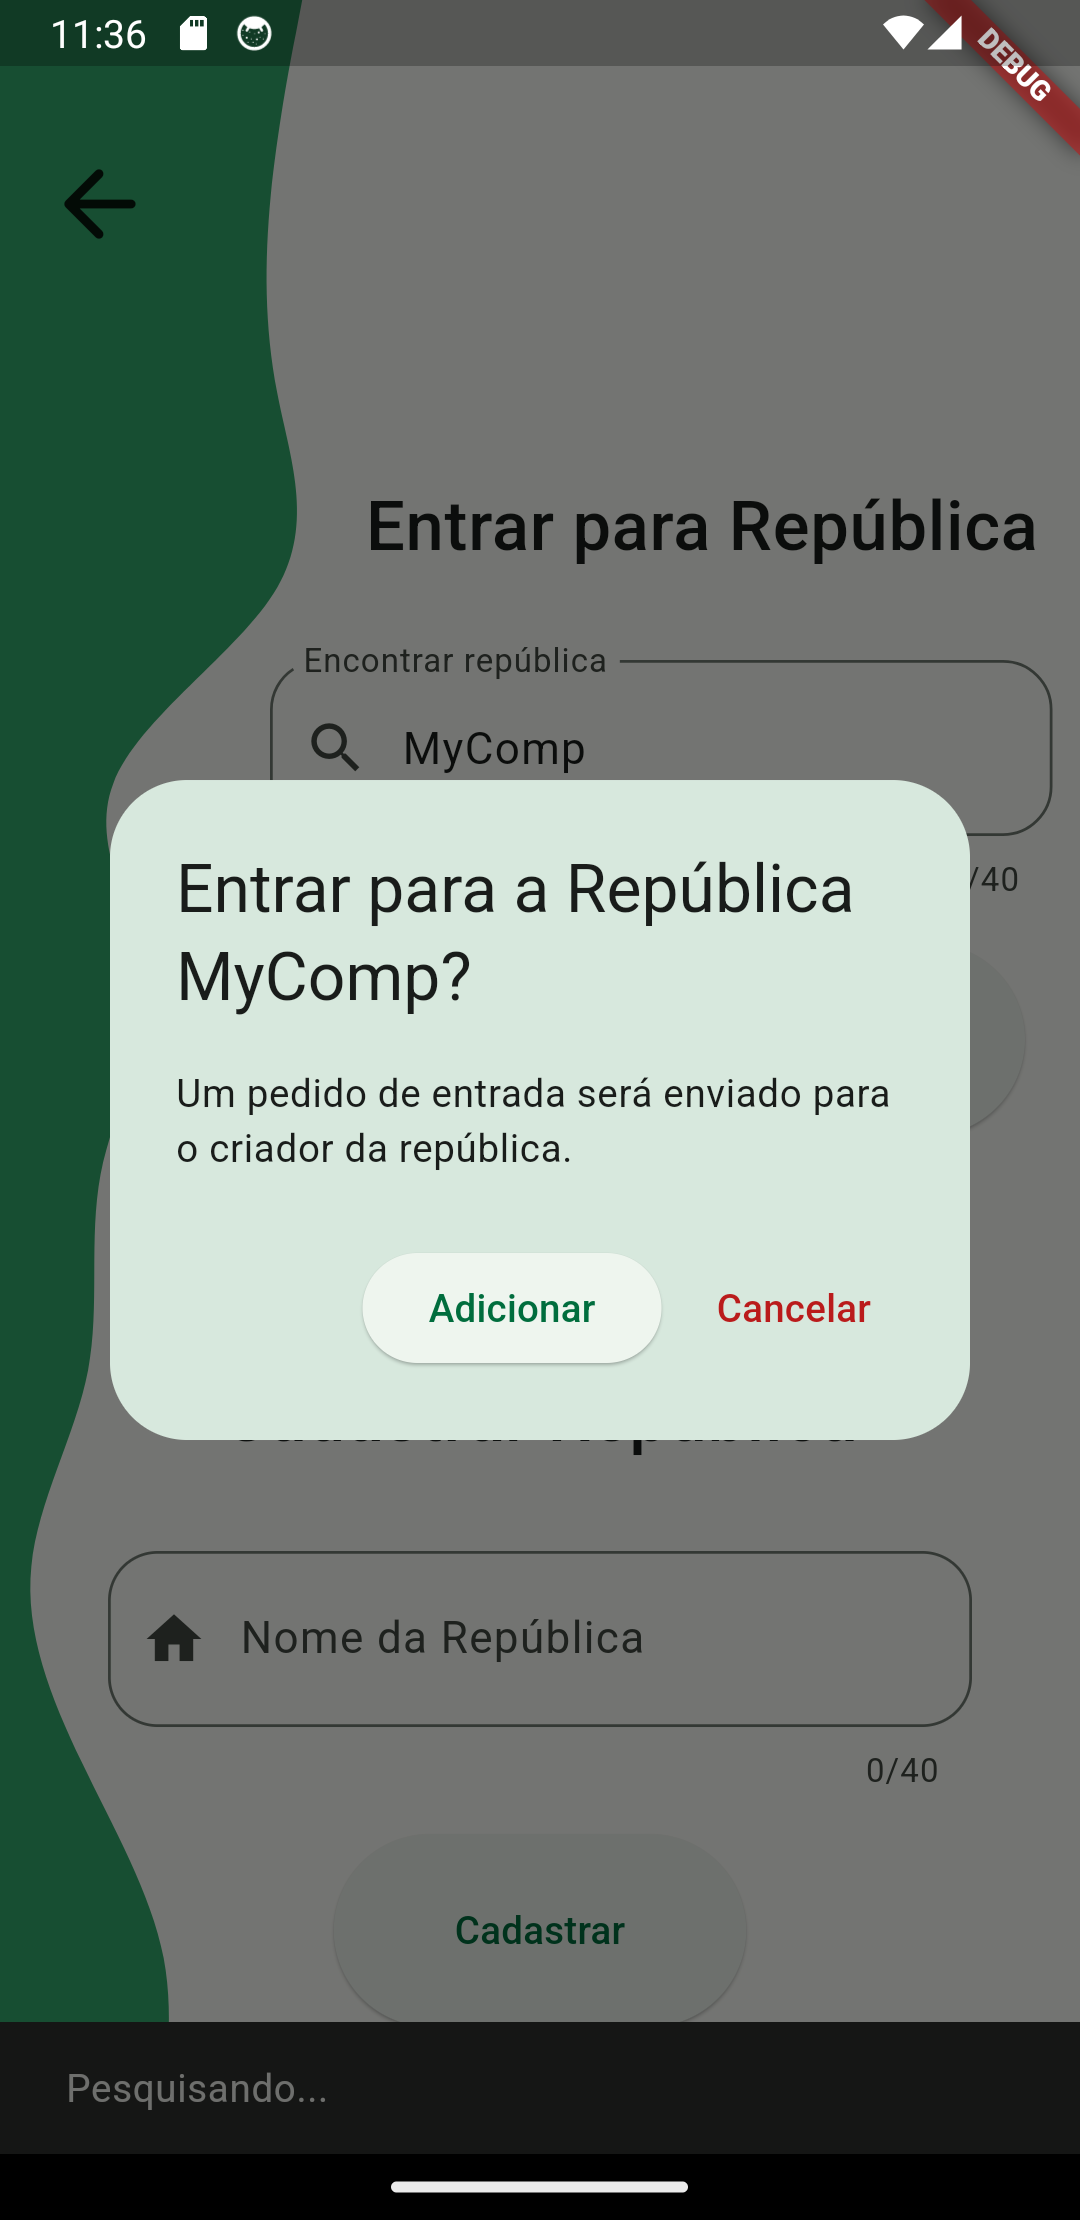 11:36
DEBUG
Entrar para República
Encontrar república
MyComp
/40
Entrar para a República
MyComp?
Um pedido de entrada será enviado para
o criador da república.
Adicionar
Cancelar
Nome da República
0/40
Cadastrar
Pesquisando...